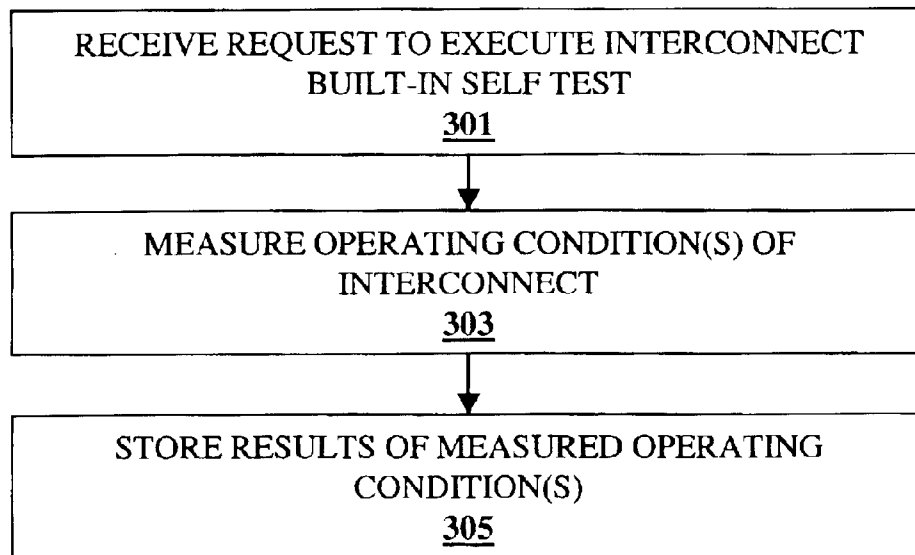 RECEIVE REQUEST TO EXECUTE INTERCONNECT
BUILT-IN SELF TEST
301
MEASURE OPERATING CONDITION(S) OF
INTERCONNECT
303
STORE RESULTS OF MEASURED OPERATING
CONDITION(S)
305